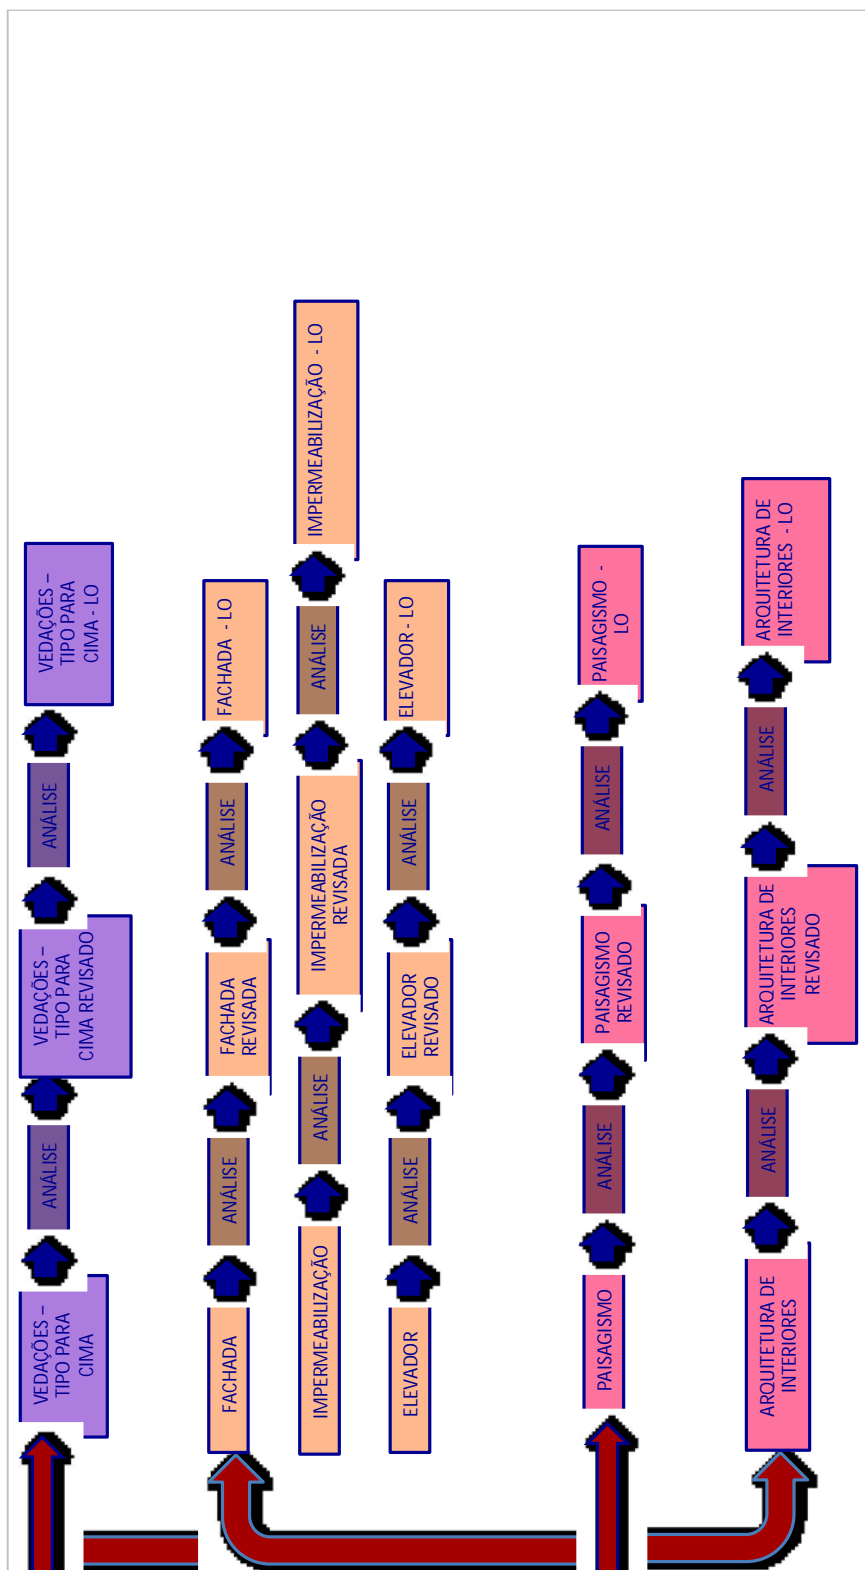 VEDAÇÕES –
TIPO PARA
CIMA
ANÁLISE
VEDAÇÕES –
TIPO PARA
CIMA REVISADO
ANÁLISE
VEDAÇÕES –
TIPO PARA
CIMA - LO
FACHADA
ANÁLISE
FACHADA
REVISADA
ANÁLISE
FACHADA - LO
IMPERMEABILIZAÇÃO
ANÁLISE
IMPERMEABILIZAÇÃO
REVISADA
ANÁLISE
IMPERMEABILIZAÇÃO - LO
ELEVADOR
ANÁLISE
ELEVADOR
REVISADO
ANÁLISE
ELEVADOR - LO
PAISAGISMO
ANÁLISE
PAISAGISMO
REVISADO
ANÁLISE
PAISAGISMO -
LO
ARQUITETURA DE
INTERIORES
ANÁLISE
ARQUITETURA DE
INTERIORES
REVISADO
ANÁLISE
ARQUITETURA DE
INTERIORES - LO